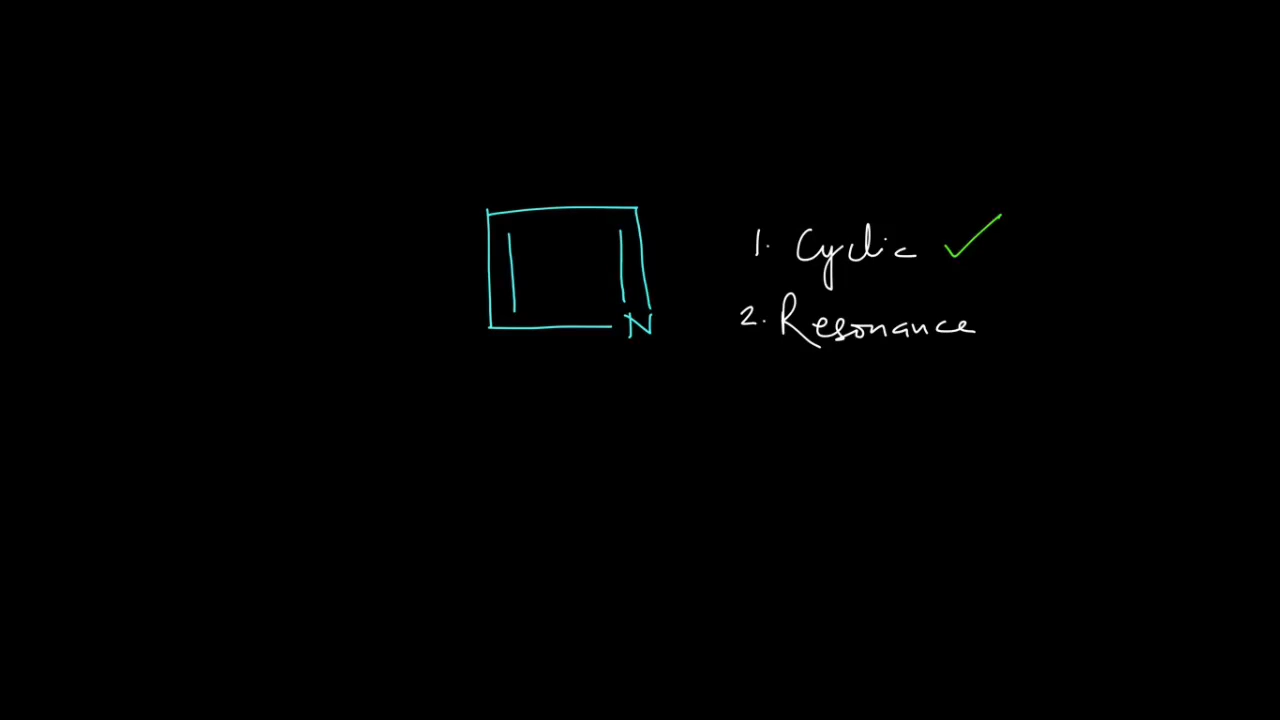 1. Cyclic ✓
2. Resonance
N